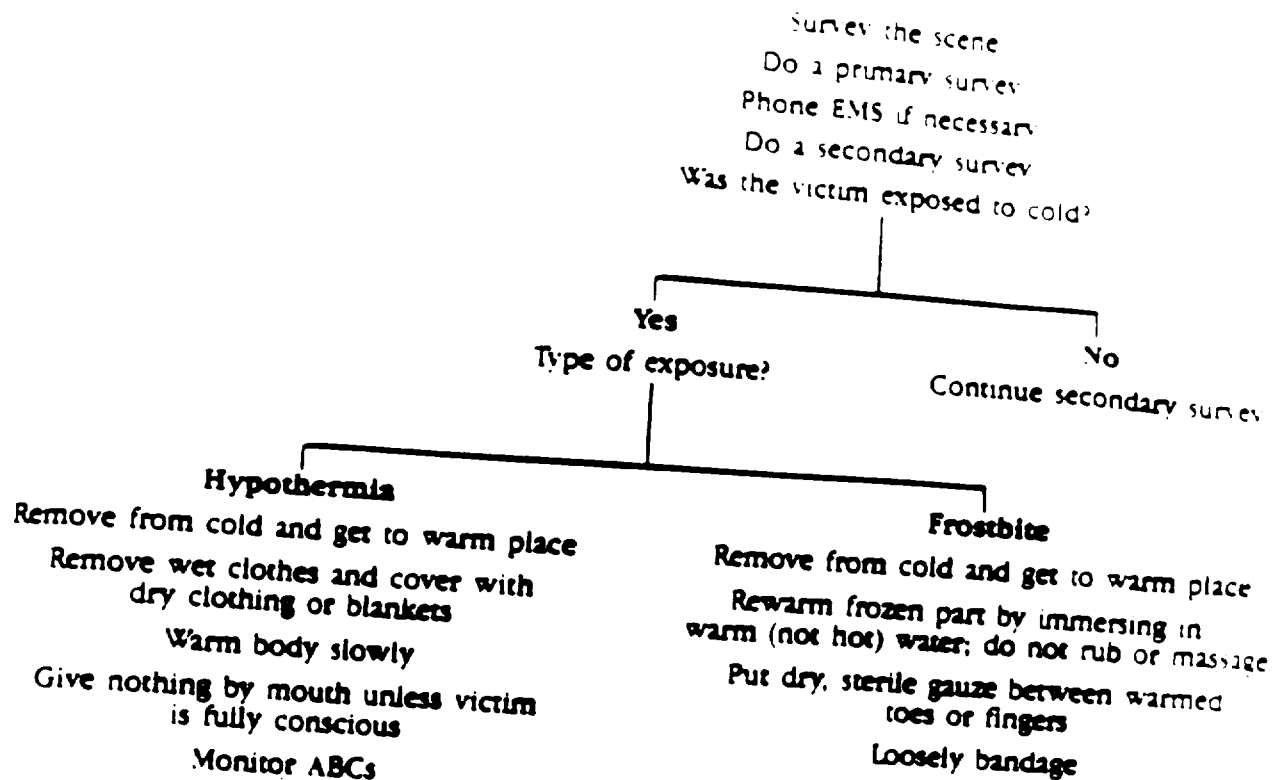 Survey the scene
Do a primary survey
Phone EMS if necessary
Do a secondary survey
Was the victim exposed to cold?
Yes
Type of exposure?
No
Continue secondary survey
Hypothermia
Remove from cold and get to warm place
Remove wet clothes and cover with
dry clothing or blankets
Warm body slowly
Give nothing by mouth unless victim
is fully conscious
Monitor ABCs
Frostbite
Remove from cold and get to warm place
Rewarm frozen part by immersing in
warm (not hot) water; do not rub or massage
Put dry, sterile gauze between warmed
toes or fingers
Loosely bandage